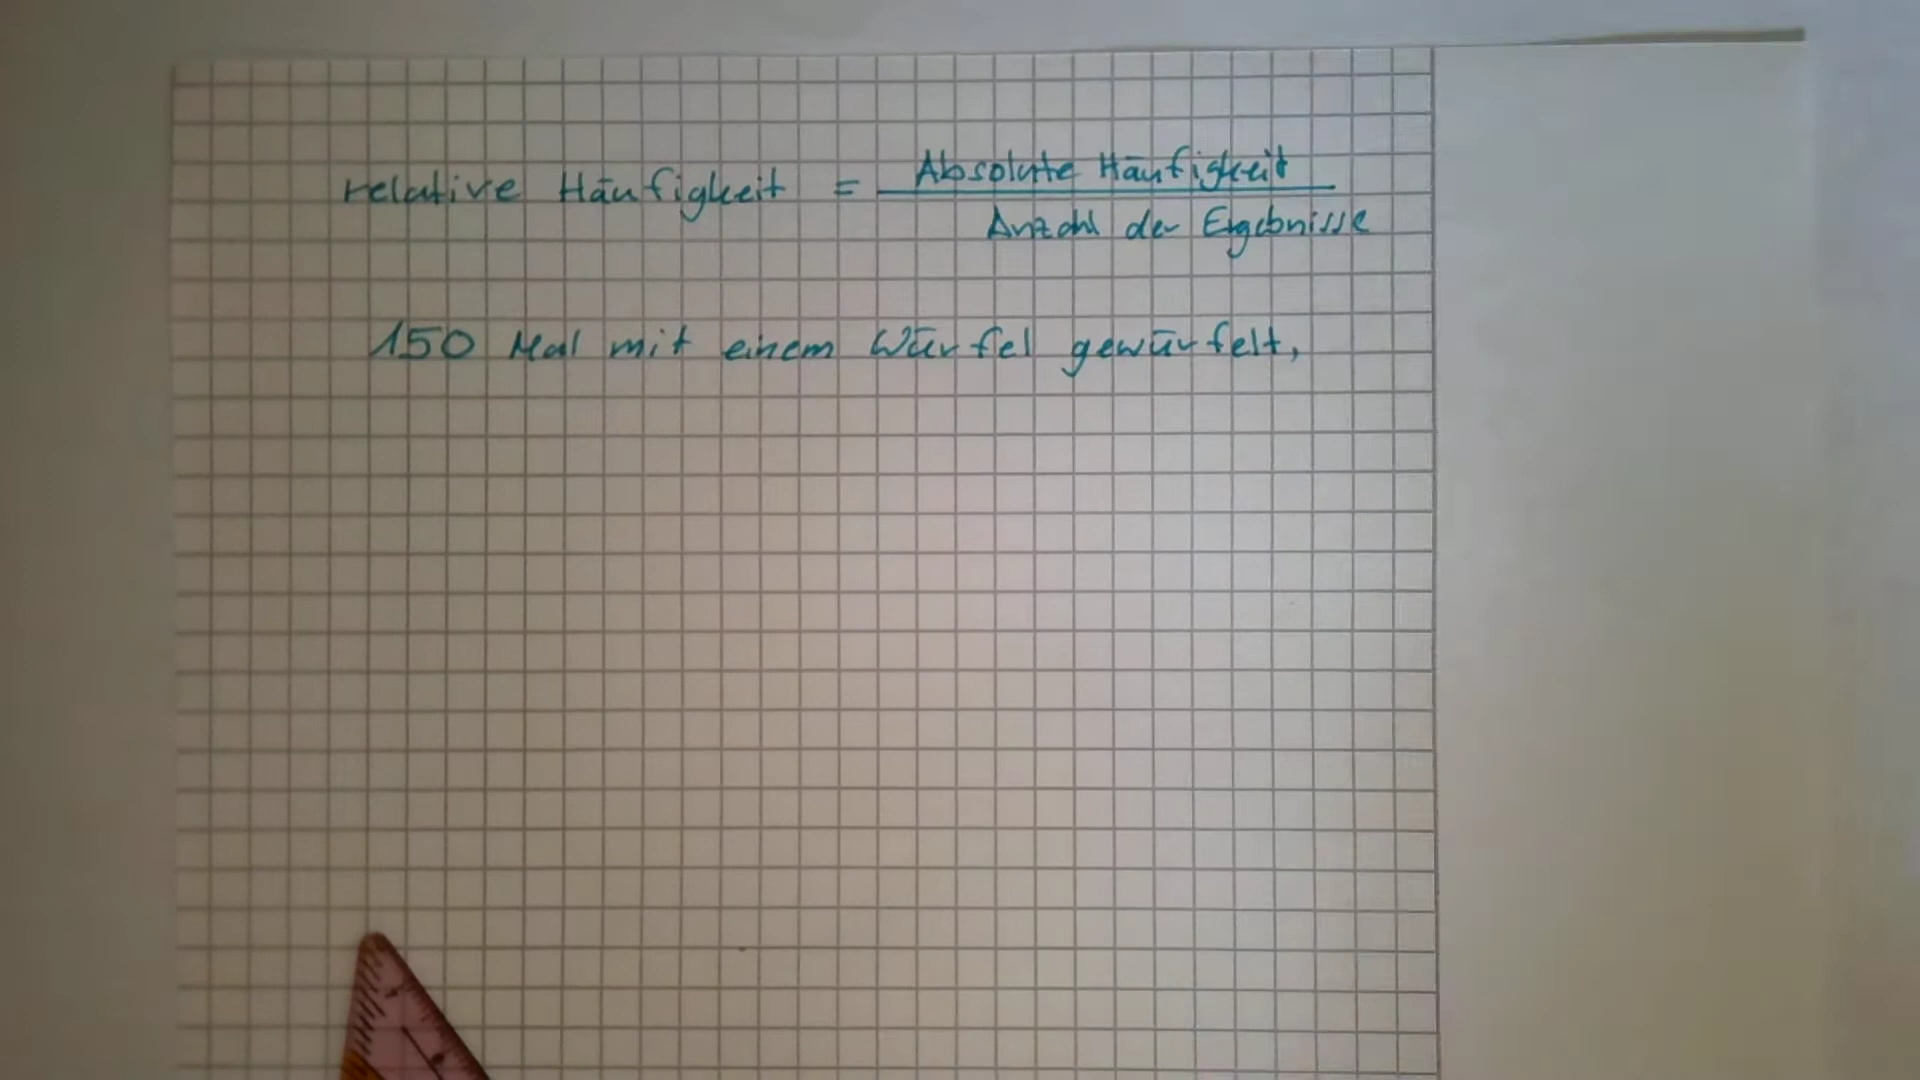 relative Häufigkeit = Absolute Häufigkeit
Anzahl der Ergebnisse
150 Mal mit einem Würfel gewürfelt,